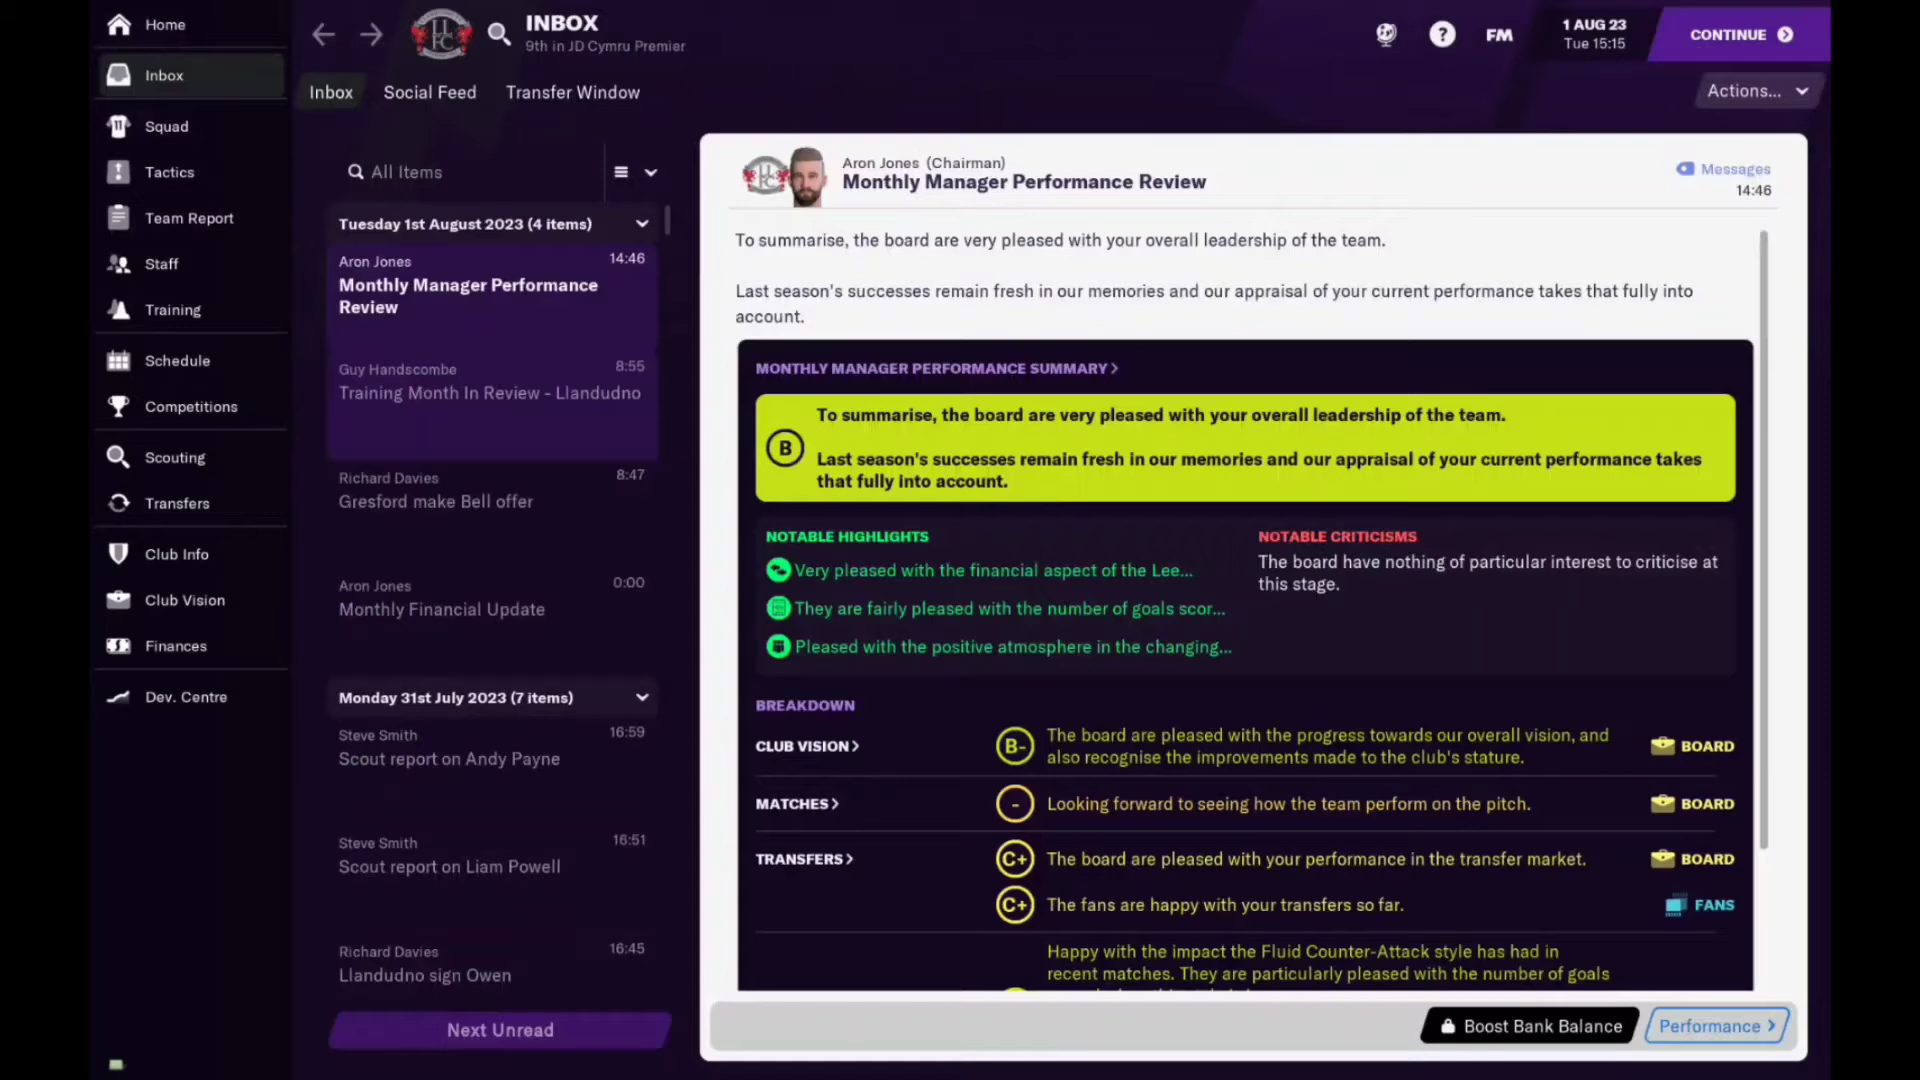 Home
Inbox
Squad
Tactics
Team Report
Staff
Training
Schedule
Competitions
Scouting
Transfers
Club Info
Club Vision
Finances
Dev. Centre
INBOX
9th in JD Cymru Premier
FM
1 AUG 23
Tue 15:15
CONTINUE
Inbox
Social Feed
Transfer Window
Actions...
All Items
Tuesday 1st August 2023 (4 items)
Aron Jones 14:46
Monthly Manager Performance
Review
Guy Handscombe 8:55
Training Month In Review - Llandudno
Richard Davies 8:47
Gresford make Bell offer
Aron Jones 0:00
Monthly Financial Update
Monday 31st July 2023 (7 items)
Steve Smith 16:59
Scout report on Andy Payne
Steve Smith 16:51
Scout report on Liam Powell
Richard Davies 16:45
Llandudno sign Owen
Next Unread
Aron Jones (Chairman)
Monthly Manager Performance Review
Messages
14:46
To summarise, the board are very pleased with your overall leadership of the team.
Last season's successes remain fresh in our memories and our appraisal of your current performance takes that fully into
account.
MONTHLY MANAGER PERFORMANCE SUMMARY >
B
To summarise, the board are very pleased with your overall leadership of the team.
Last season's successes remain fresh in our memories and our appraisal of your current performance takes
that fully into account.
NOTABLE HIGHLIGHTS
Very pleased with the financial aspect of the Lee...
They are fairly pleased with the number of goals scor...
Pleased with the positive atmosphere in the changing...
NOTABLE CRITICISMS
The board have nothing of particular interest to criticise at
this stage.
BREAKDOWN
CLUB VISION >
B-
The board are pleased with the progress towards our overall vision, and
also recognise the improvements made to the club's stature.
BOARD
MATCHES >
-
Looking forward to seeing how the team perform on the pitch.
BOARD
TRANSFERS >
C+
The board are pleased with your performance in the transfer market.
BOARD
C+
The fans are happy with your transfers so far.
FANS
Happy with the impact the Fluid Counter-Attack style has had in
recent matches. They are particularly pleased with the number of goals
Boost Bank Balance
Performance >